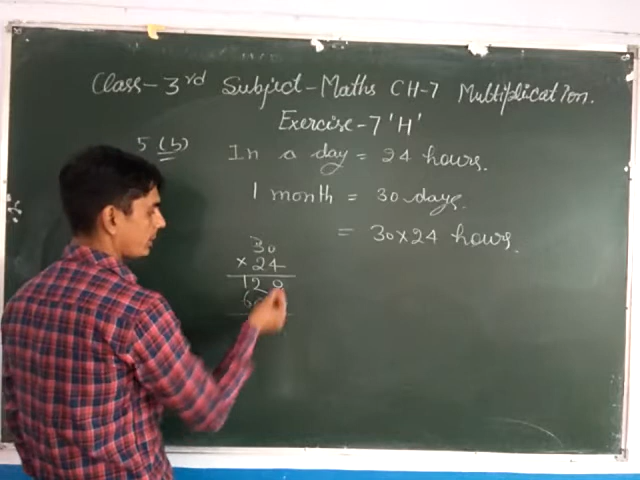 Class-3rd Subject-Maths CH-7 Multiplication.
Exercise-7'H'
5 (b) In a day = 24 hours.
1 month = 30 days.
= 30×24 hours.
30
×24
120